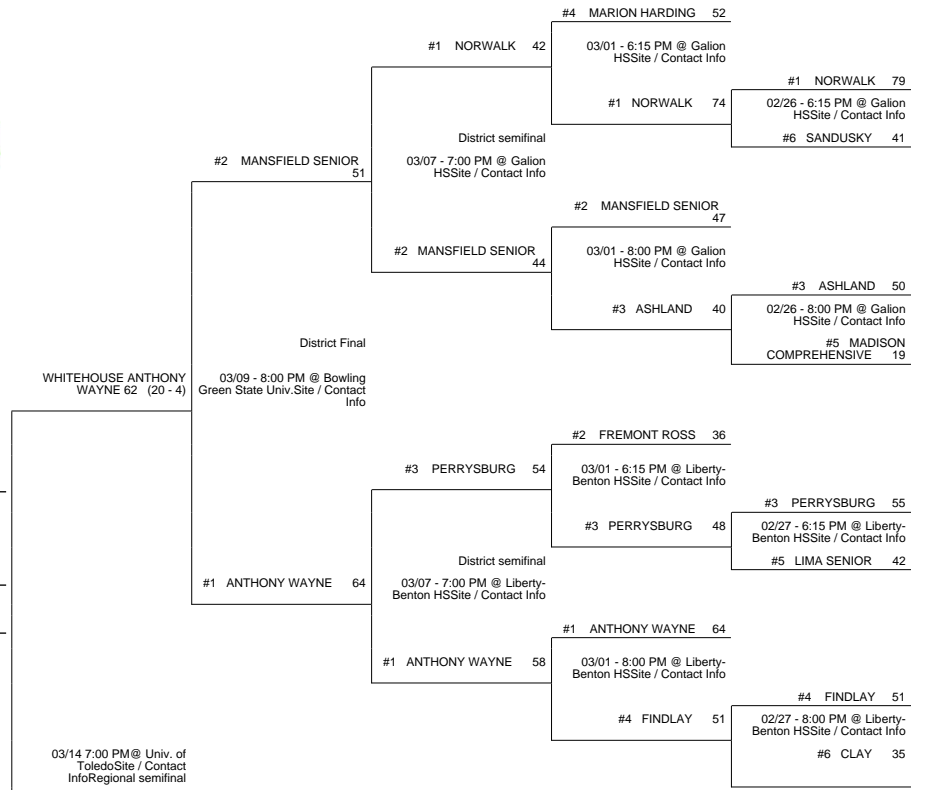 #4 MARION HARDING 52
#1 NORWALK 42
03/01 - 6:15 PM @ Galion
HSSite / Contact Info
#1 NORWALK 79
#1 NORWALK 74
02/26 - 6:15 PM @ Galion
HSSite / Contact Info
#6 SANDUSKY 41
District semifinal
03/07 - 7:00 PM @ Galion
HSSite / Contact Info
#2 MANSFIELD SENIOR
51
#2 MANSFIELD SENIOR
47
#2 MANSFIELD SENIOR
44
03/01 - 8:00 PM @ Galion
HSSite / Contact Info
#3 ASHLAND 50
#3 ASHLAND 40
02/26 - 8:00 PM @ Galion
HSSite / Contact Info
#5 MADISON
COMPREHENSIVE 19
District Final
WHITEHOUSE ANTHONY
WAYNE 62 (20 - 4)
03/09 - 8:00 PM @ Bowling
Green State Univ.Site / Contact
Info
#2 FREMONT ROSS 36
#3 PERRYSBURG 54
03/01 - 6:15 PM @ Liberty-
Benton HSSite / Contact Info
#3 PERRYSBURG 55
#3 PERRYSBURG 48
02/27 - 6:15 PM @ Liberty-
Benton HSSite / Contact Info
#5 LIMA SENIOR 42
District semifinal
03/07 - 7:00 PM @ Liberty-
Benton HSSite / Contact Info
#1 ANTHONY WAYNE 64
#1 ANTHONY WAYNE 64
#1 ANTHONY WAYNE 58
03/01 - 8:00 PM @ Liberty-
Benton HSSite / Contact Info
#4 FINDLAY 51
#4 FINDLAY 51
02/27 - 8:00 PM @ Liberty-
Benton HSSite / Contact Info
#6 CLAY 35
03/14 7:00 PM@ Univ. of
ToledoSite / Contact
InfoRegional semifinal